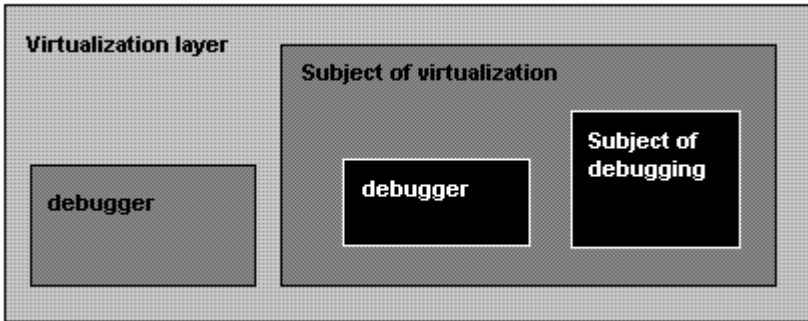 Virtualization layer
Subject of virtualization
debugger
debugger
Subject of
debugging